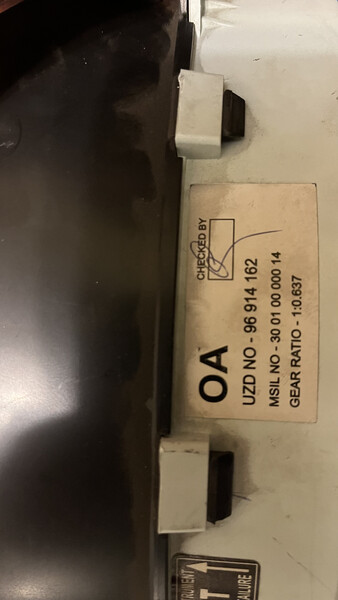 CHECKED BY
OA
UZD NO - 96 914 162
MSIL NO - 30 01 00 000 14
GEAR RATIO - 1:0.637